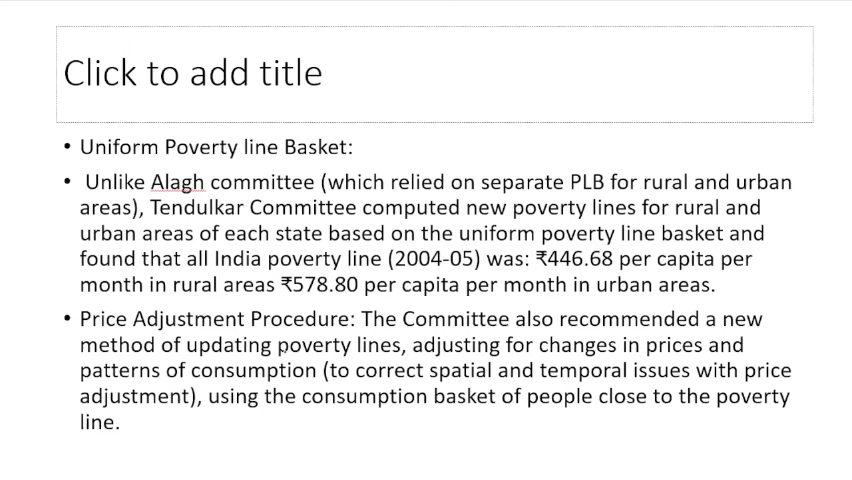 Click to add title
• Uniform Poverty line Basket:
• Unlike Alagh committee (which relied on separate PLB for rural and urban
areas), Tendulkar Committee computed new poverty lines for rural and
urban areas of each state based on the uniform poverty line basket and
found that all India poverty line (2004-05) was: ₹446.68 per capita per
month in rural areas ₹578.80 per capita per month in urban areas.
• Price Adjustment Procedure: The Committee also recommended a new
method of updating poverty lines, adjusting for changes in prices and
patterns of consumption (to correct spatial and temporal issues with price
adjustment), using the consumption basket of people close to the poverty
line.